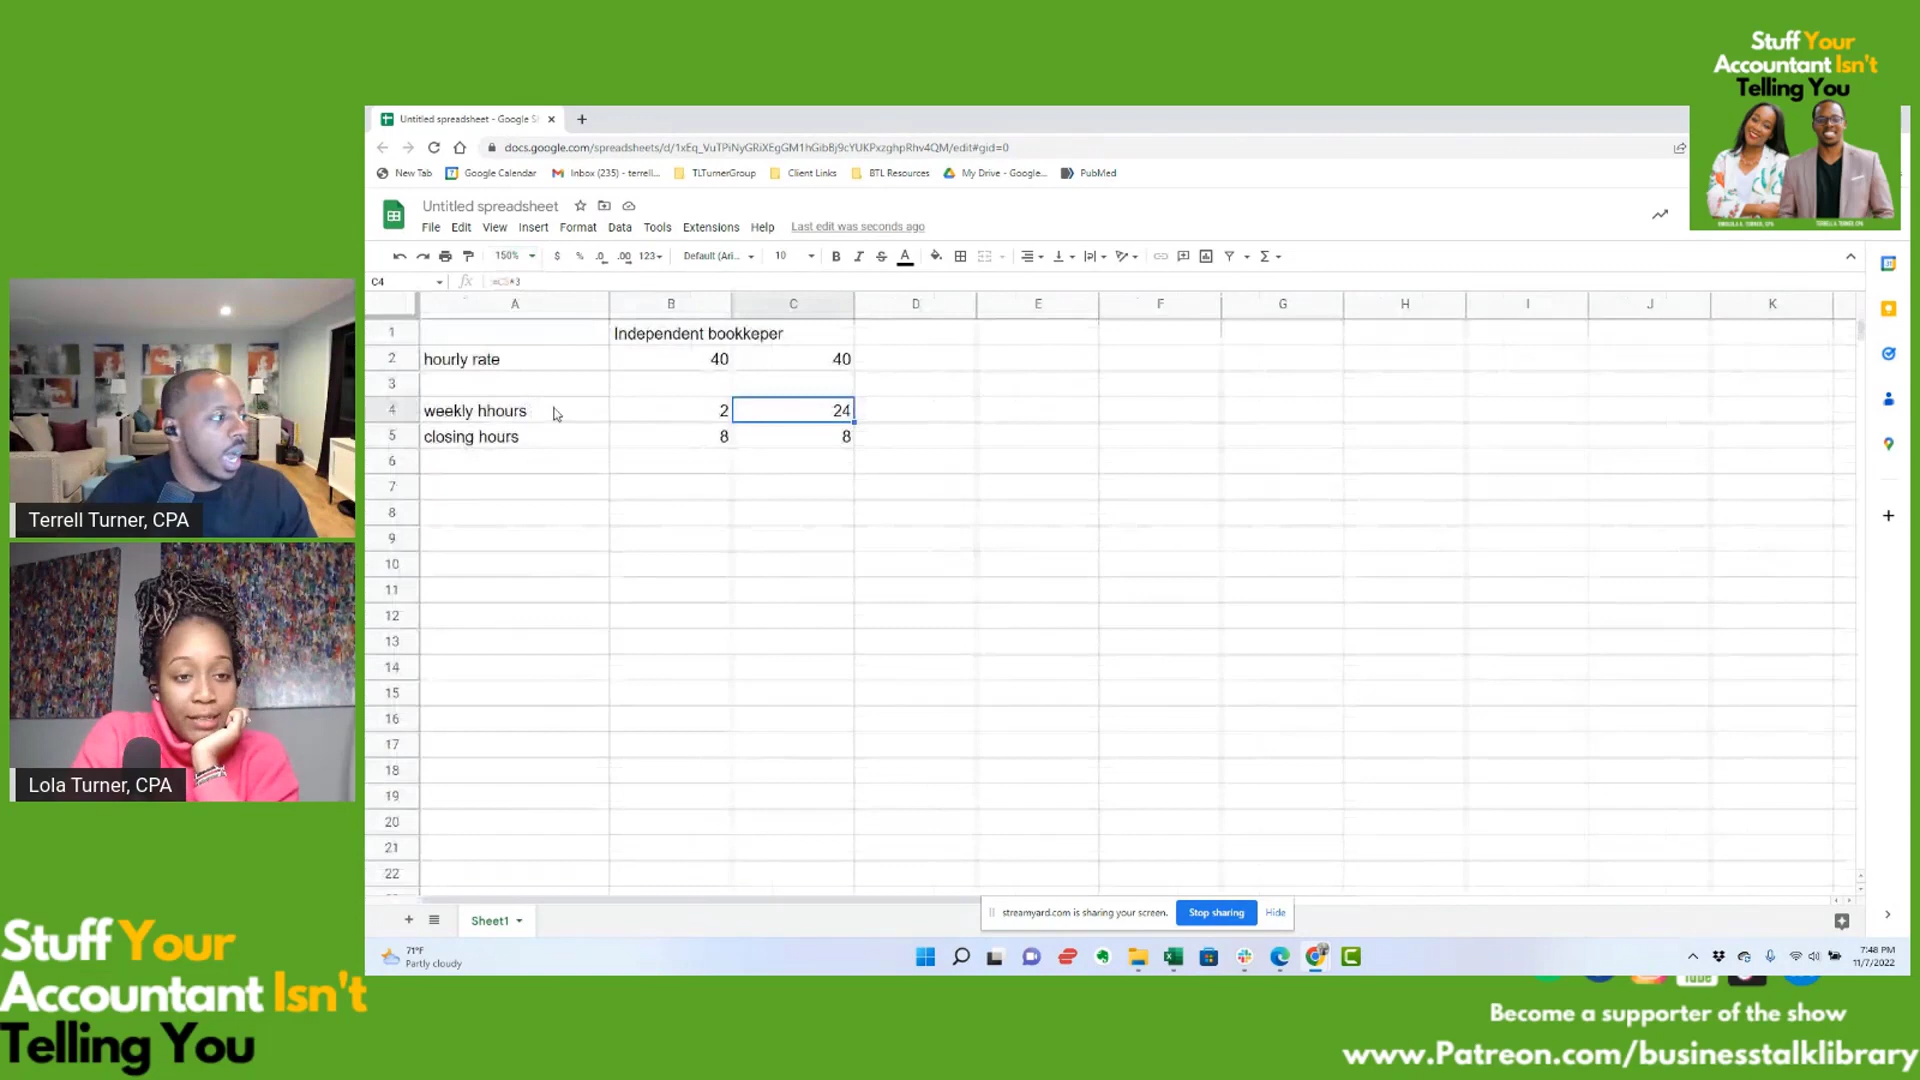 Stuff Your
Accountant Isn't
Telling You
Untitled spreadsheet - Google S
docs.google.com/spreadsheets/d/1xEq_VuTPiNyGRiXEgGM1hGibBj9cYUKPxzghpRhv4QM/edit#gid=0
New Tab Google Calendar Inbox (235) - terrell... TLTurnerGroup Client Links BTL Resources My Drive - Google... PubMed
Untitled spreadsheet
File Edit View Insert Format Data Tools Extensions Help Last edit was seconds ago
150% $ % .0 .00 123 Default (Ari... 10 B I S A
C4 fx =C5*3
A B C D E F G H I J K
1 Independent bookkeper
2 hourly rate 40 40
3
4 weekly hhours 2 24
5 closing hours 8 8
6
7
8
9
10
11
12
13
14
15
16
17
18
19
20
21
22
Terrell Turner, CPA
Lola Turner, CPA
streamyard.com is sharing your screen. Stop sharing Hide
Sheet1
71°F
Partly cloudy
7:48 PM
11/7/2022
Stuff Your
Accountant Isn't
Telling You
Become a supporter of the show
www.Patreon.com/businesstalklibrary